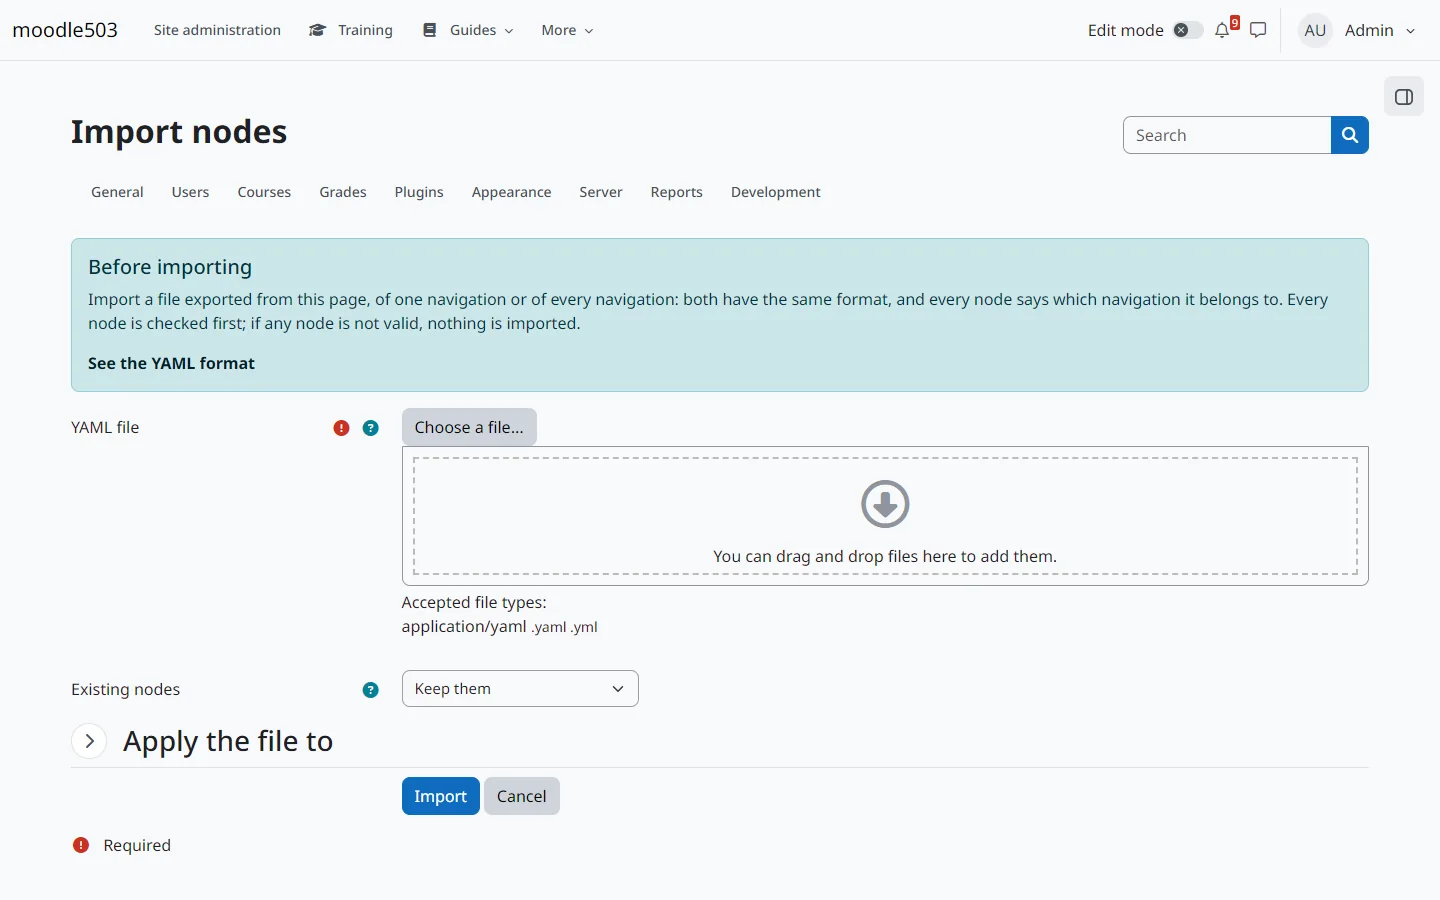 moodle503
Site administration
Training
Guides
More
Edit mode
9
AU
Admin
Import nodes
Search
General
Users
Courses
Grades
Plugins
Appearance
Server
Reports
Development
Before importing
Import a file exported from this page, of one navigation or of every navigation: both have the same format, and every node says which navigation it belongs to. Every
node is checked first; if any node is not valid, nothing is imported.
See the YAML format
YAML file
Choose a file...
You can drag and drop files here to add them.
Accepted file types:
application/yaml .yaml .yml
Existing nodes
Keep them
Apply the file to
Import
Cancel
Required